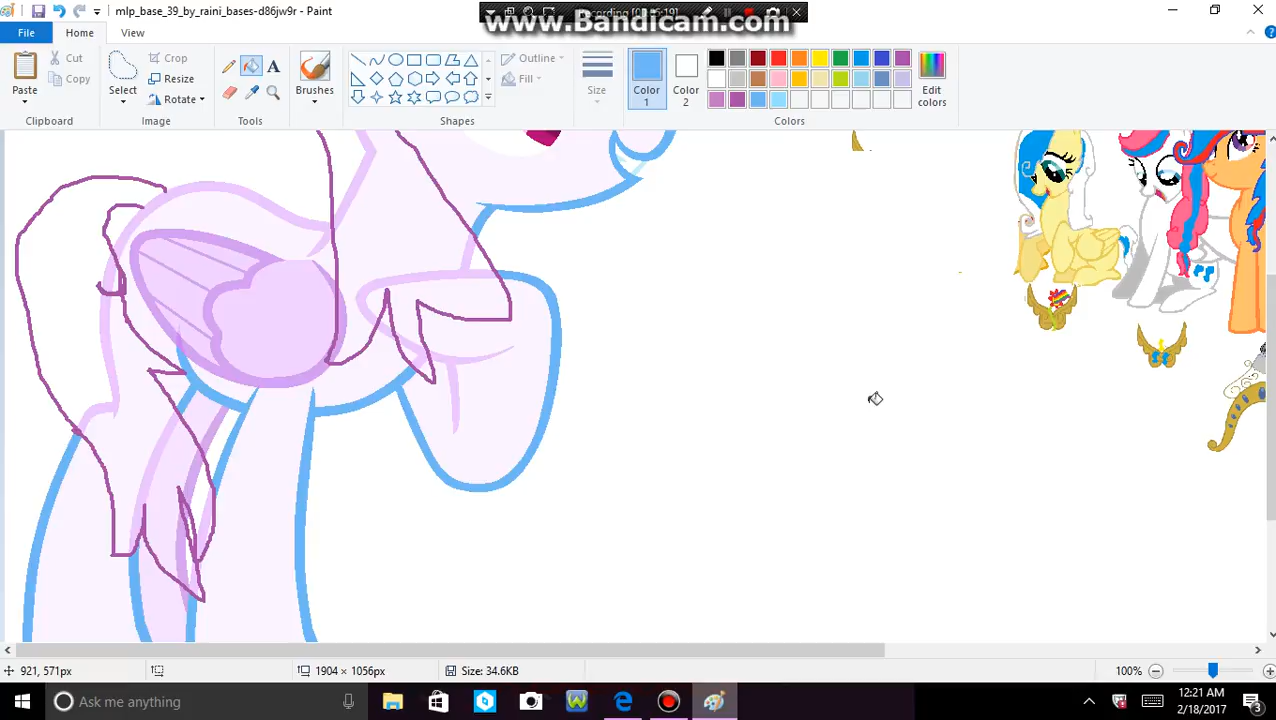 mlp_base_39_by_raini_bases-d86jw9r - Paint
www.Bandicam.com
File
Home
View
Paste
Cut
Copy
Clipboard
Select
Crop
Resize
Rotate
Image
Tools
Brushes
Outline
Fill
Shapes
Size
Color 1
Color 2
Edit colors
Colors
921, 571px
1904 × 1056px
Size: 34.6KB
100%
Ask me anything
12:21 AM
2/18/2017
3